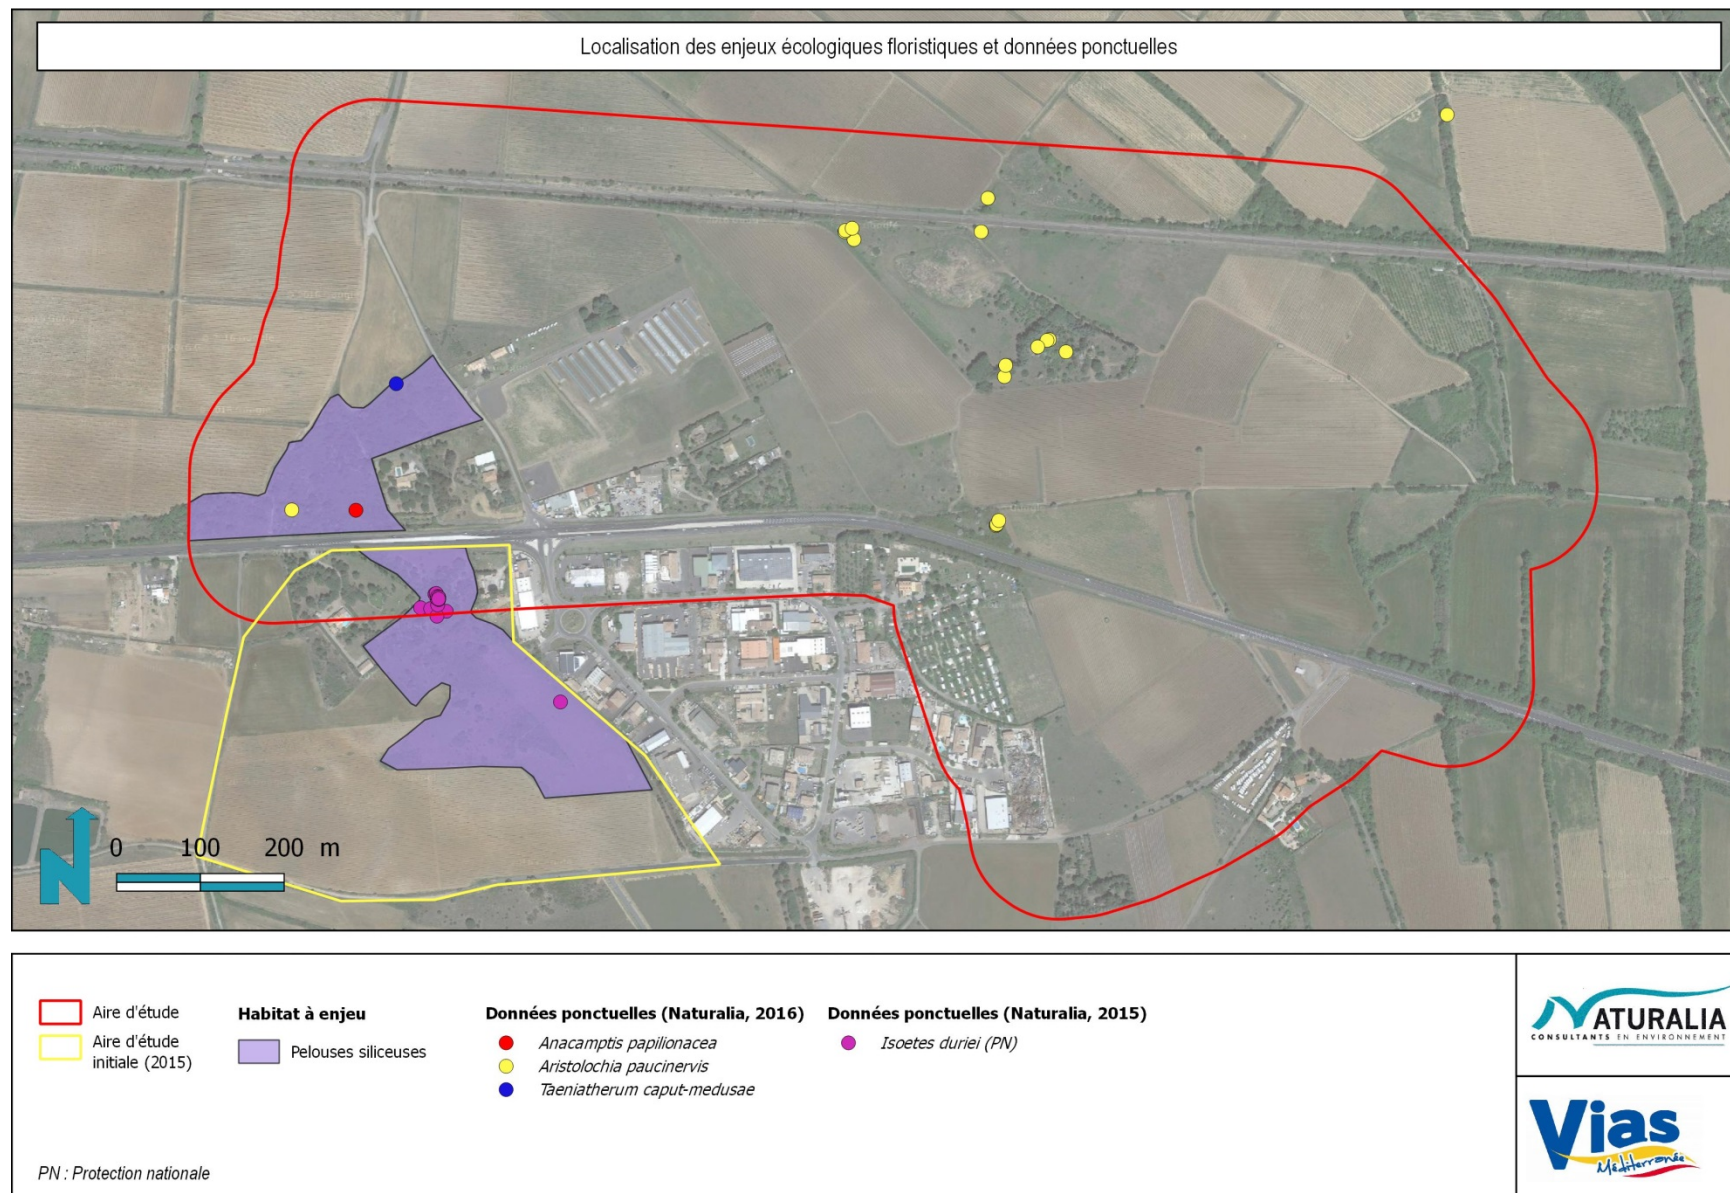 Localisation des enjeux écologiques floristiques et données ponctuelles
N
0 100 200 m
Aire d'étude
Aire d'étude
initiale (2015)
Habitat à enjeu
Pelouses siliceuses
Données ponctuelles (Naturalia, 2016)
Anacamptis papilionacea
Aristolochia paucinervis
Taeniatherum caput-medusae
Données ponctuelles (Naturalia, 2015)
Isoetes duriei (PN)
PN : Protection nationale
NATURALIA
CONSULTANTS EN ENVIRONNEMENT
Vias
Méditerranée